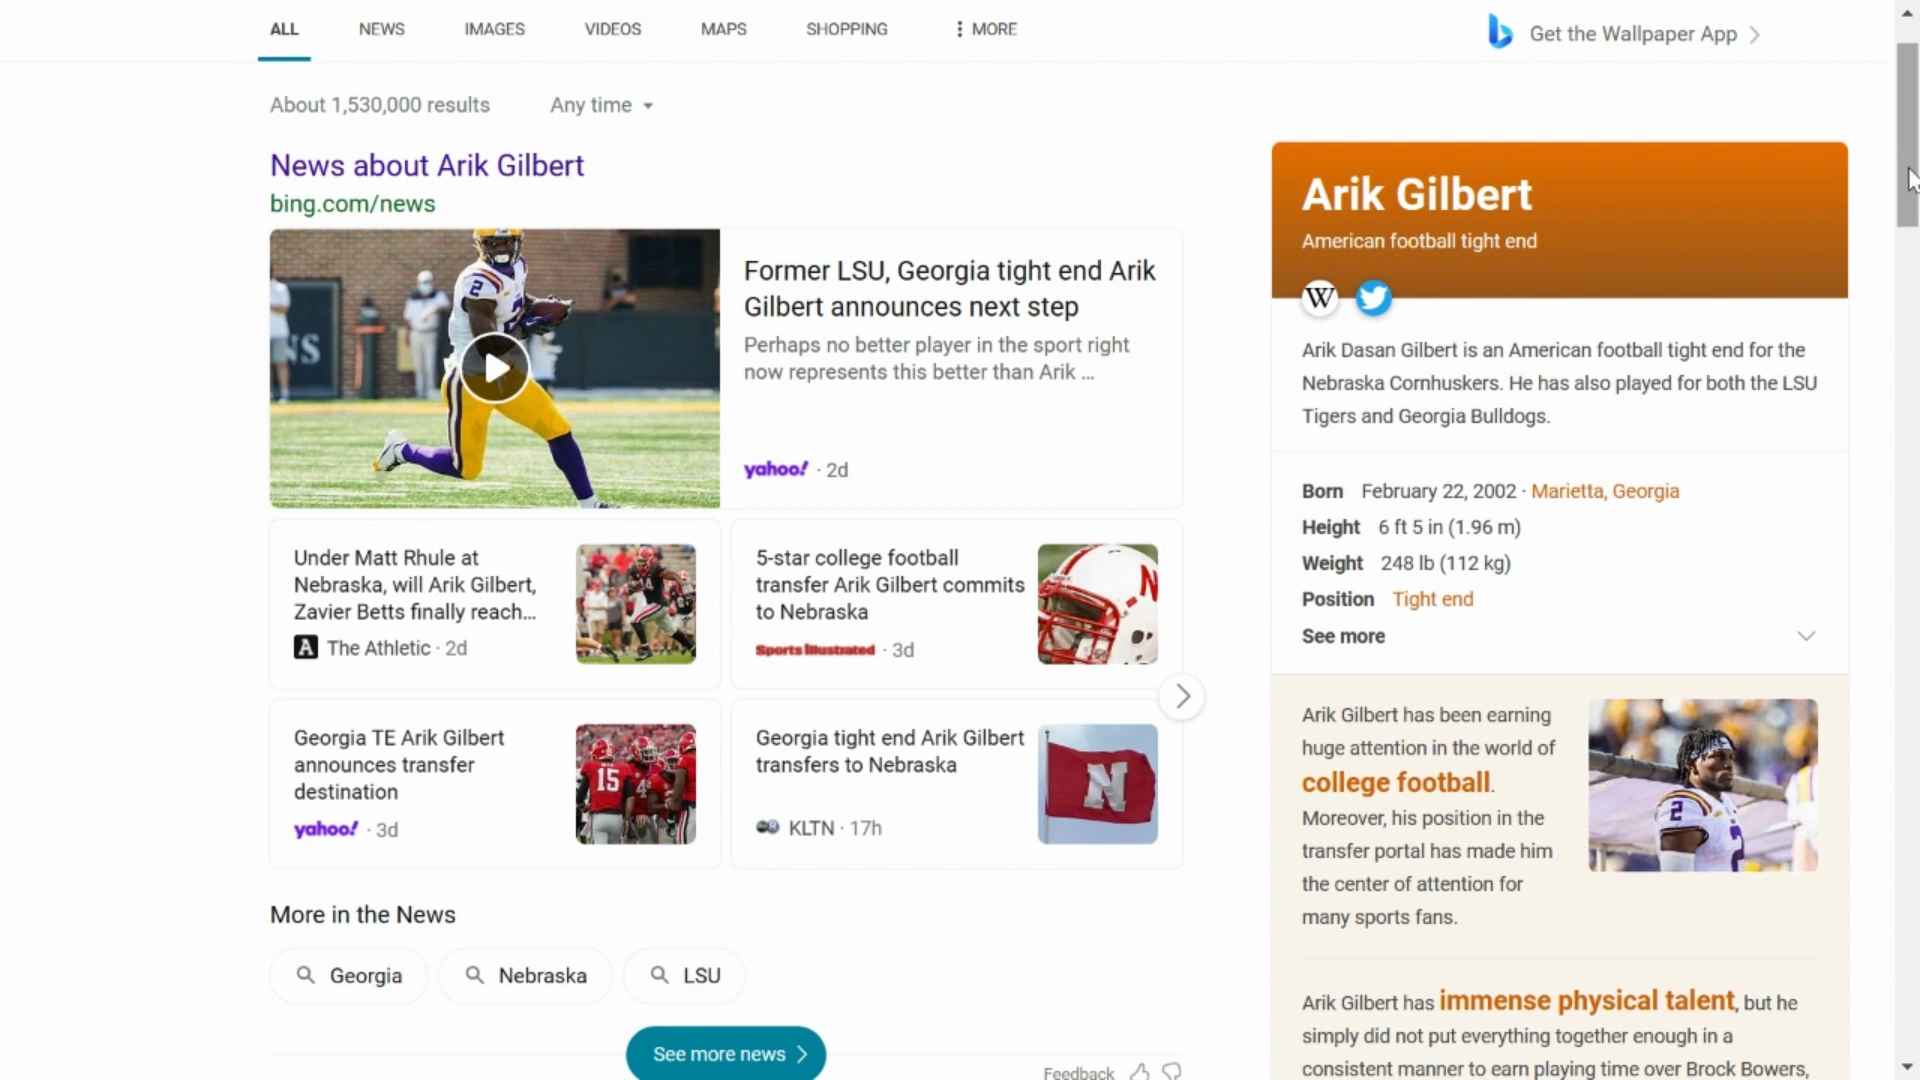 ALL
NEWS
IMAGES
VIDEOS
MAPS
SHOPPING
MORE
Get the Wallpaper App
About 1,530,000 results
Any time
News about Arik Gilbert
bing.com/news
2
Former LSU, Georgia tight end Arik
Gilbert announces next step
Perhaps no better player in the sport right
now represents this better than Arik ...
yahoo! · 2d
Under Matt Rhule at
Nebraska, will Arik Gilbert,
Zavier Betts finally reach...
A The Athletic · 2d
5-star college football
transfer Arik Gilbert commits
to Nebraska
Sports Illustrated · 3d
N
Georgia TE Arik Gilbert
announces transfer
destination
yahoo! · 3d
15
Georgia tight end Arik Gilbert
transfers to Nebraska
KLTN · 17h
N
More in the News
Georgia
Nebraska
LSU
See more news
Feedback
Arik Gilbert
American football tight end
W
Arik Dasan Gilbert is an American football tight end for the
Nebraska Cornhuskers. He has also played for both the LSU
Tigers and Georgia Bulldogs.
Born February 22, 2002 · Marietta, Georgia
Height 6 ft 5 in (1.96 m)
Weight 248 lb (112 kg)
Position Tight end
See more
Arik Gilbert has been earning
huge attention in the world of
college football.
Moreover, his position in the
transfer portal has made him
the center of attention for
many sports fans.
2
Arik Gilbert has immense physical talent, but he
simply did not put everything together enough in a
consistent manner to earn playing time over Brock Bowers,